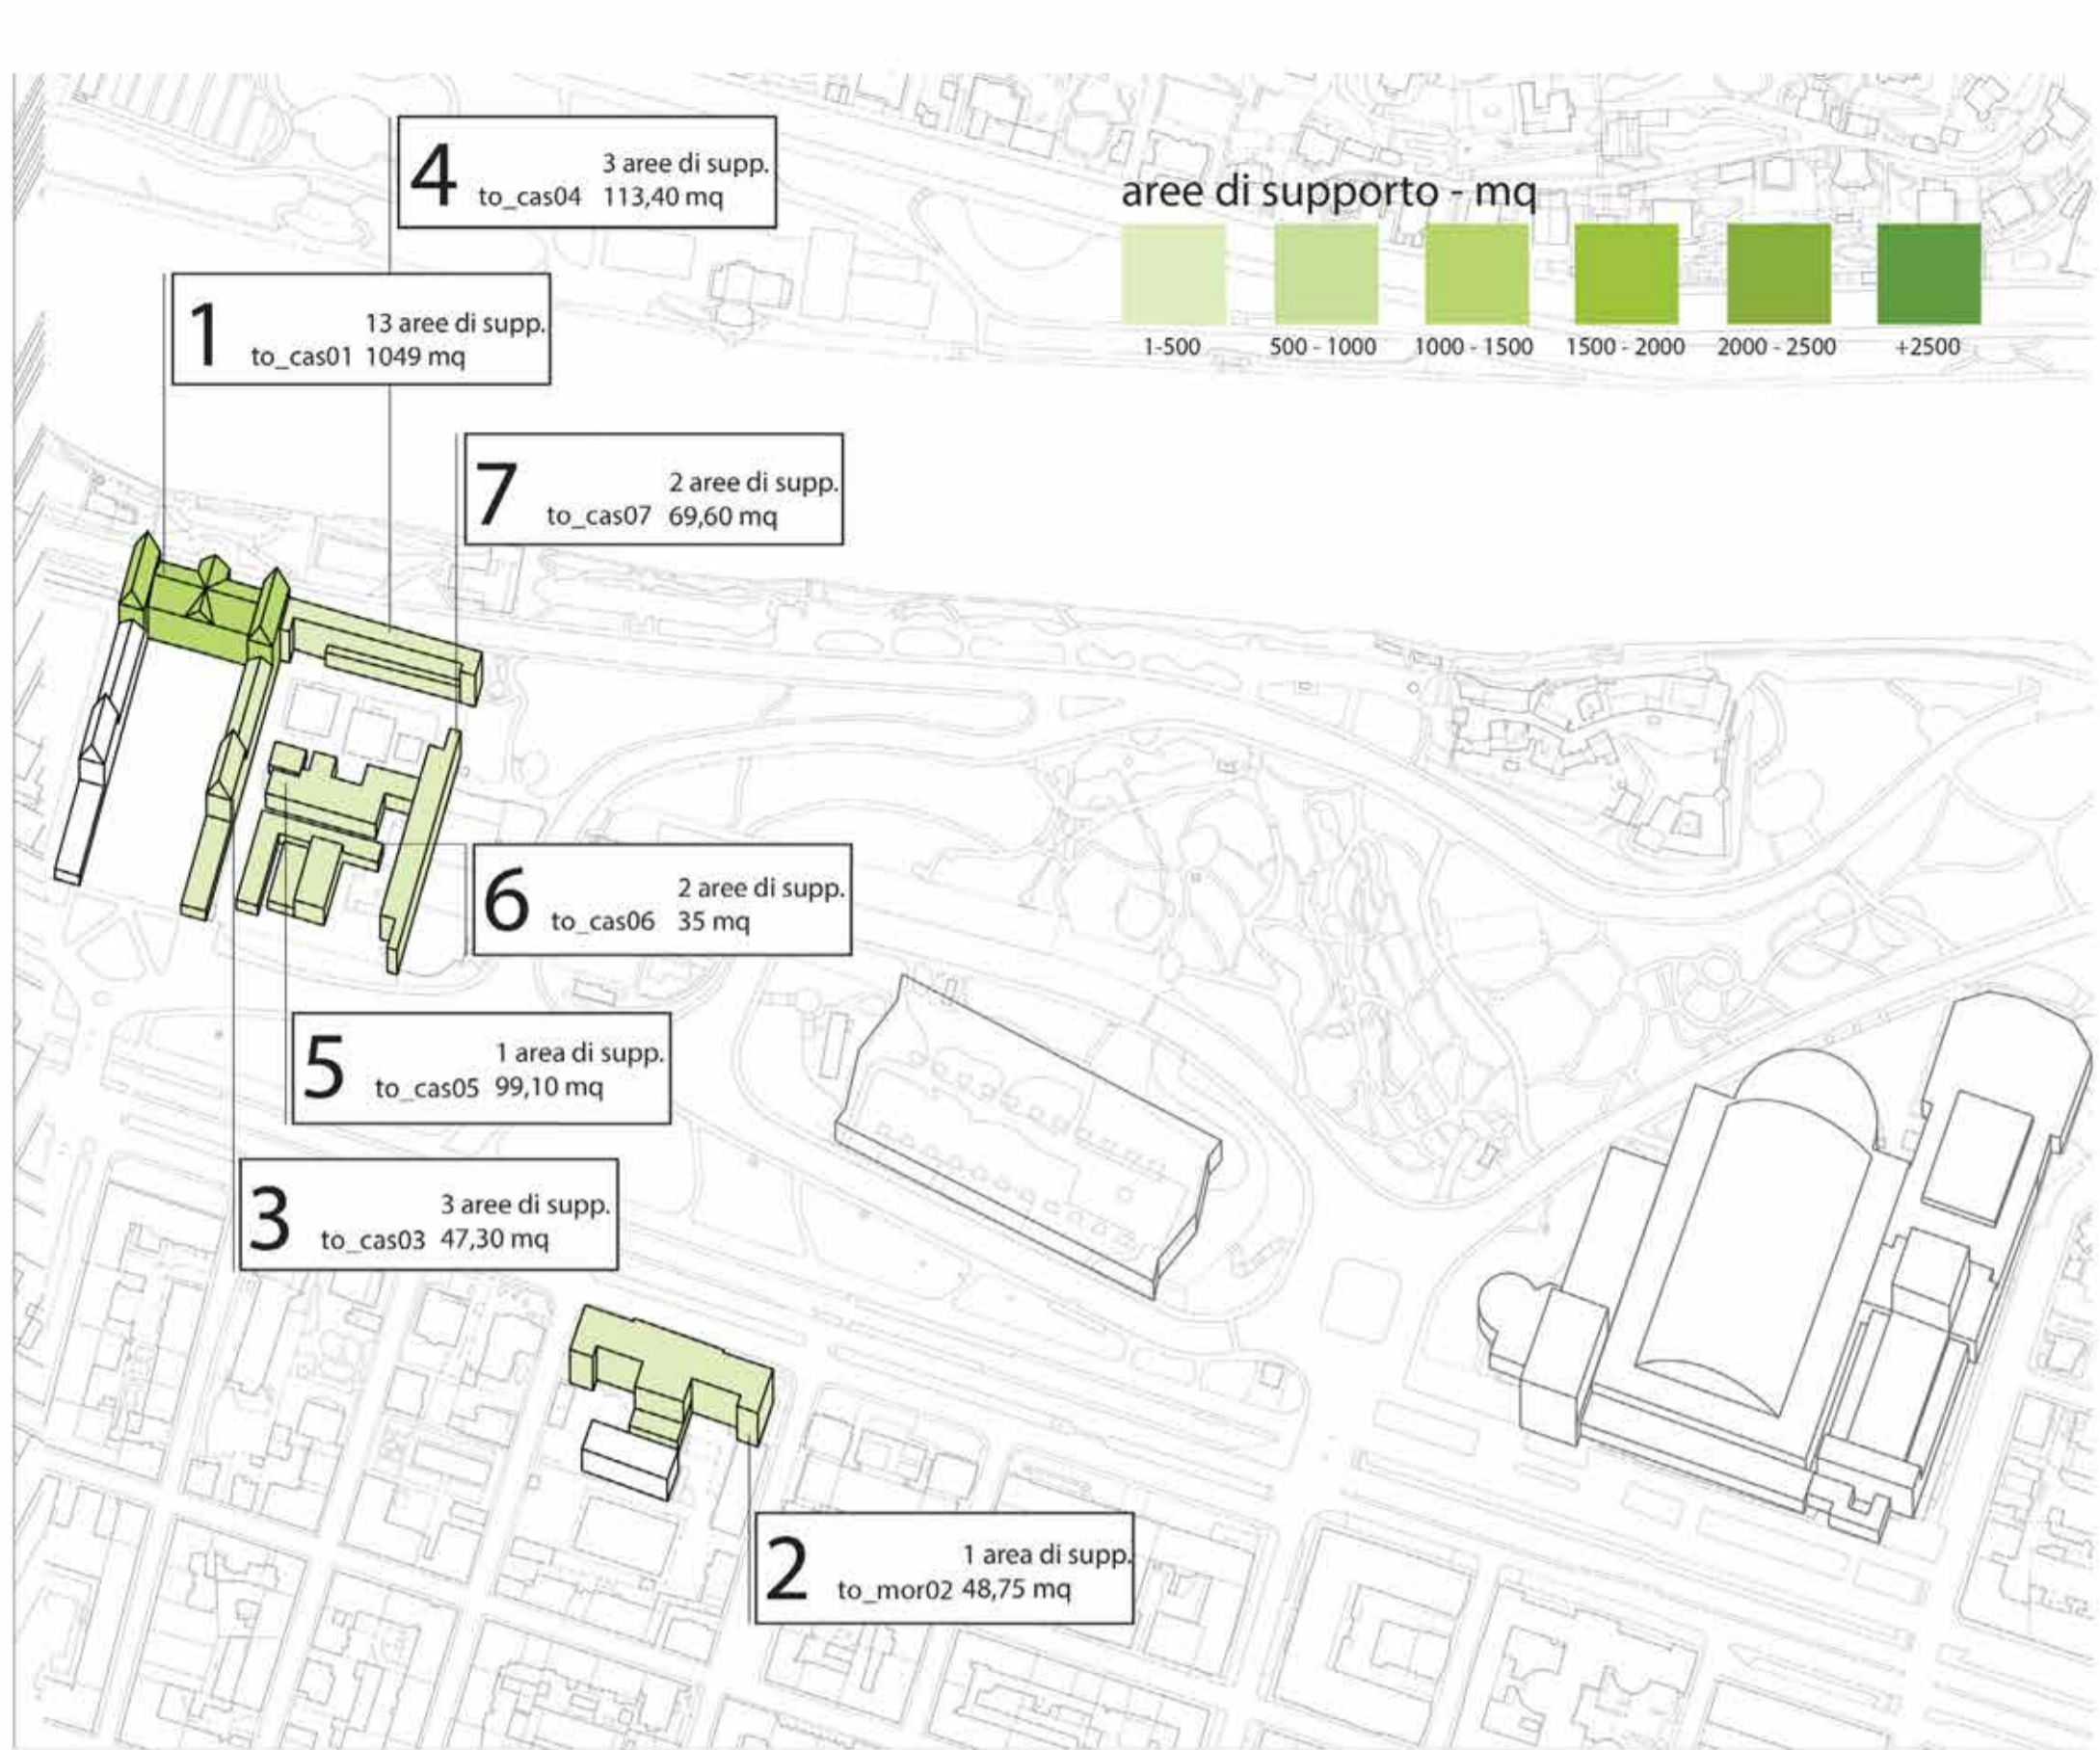 4
3 aree di supp.
to_cas04 113,40 mq
aree di supporto - mq
1-500
500 - 1000
1000 - 1500
1500 - 2000
2000 - 2500
+2500
1
13 aree di supp.
to_cas01 1049 mq
7
2 aree di supp.
to_cas07 69,60 mq
6
2 aree di supp.
to_cas06 35 mq
5
1 area di supp.
to_cas05 99,10 mq
3
3 aree di supp.
to_cas03 47,30 mq
2
1 area di supp.
to_mor02 48,75 mq